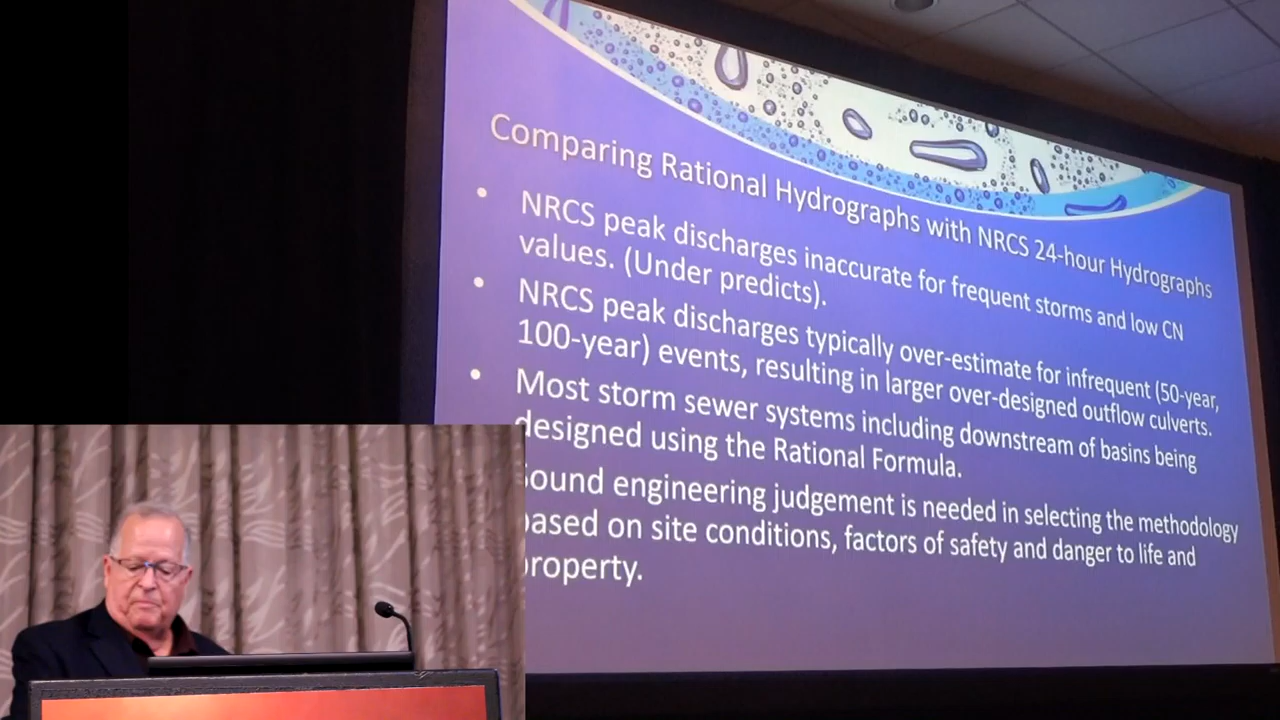 Comparing Rational Hydrographs with NRCS 24-hour Hydrographs
• NRCS peak discharges inaccurate for frequent storms and low CN
values. (Under predicts).
• NRCS peak discharges typically over-estimate for infrequent (50-year,
100-year) events, resulting in larger over-designed outflow culverts.
• Most storm sewer systems including downstream of basins being
designed using the Rational Formula.
Sound engineering judgement is needed in selecting the methodology
based on site conditions, factors of safety and danger to life and
property.